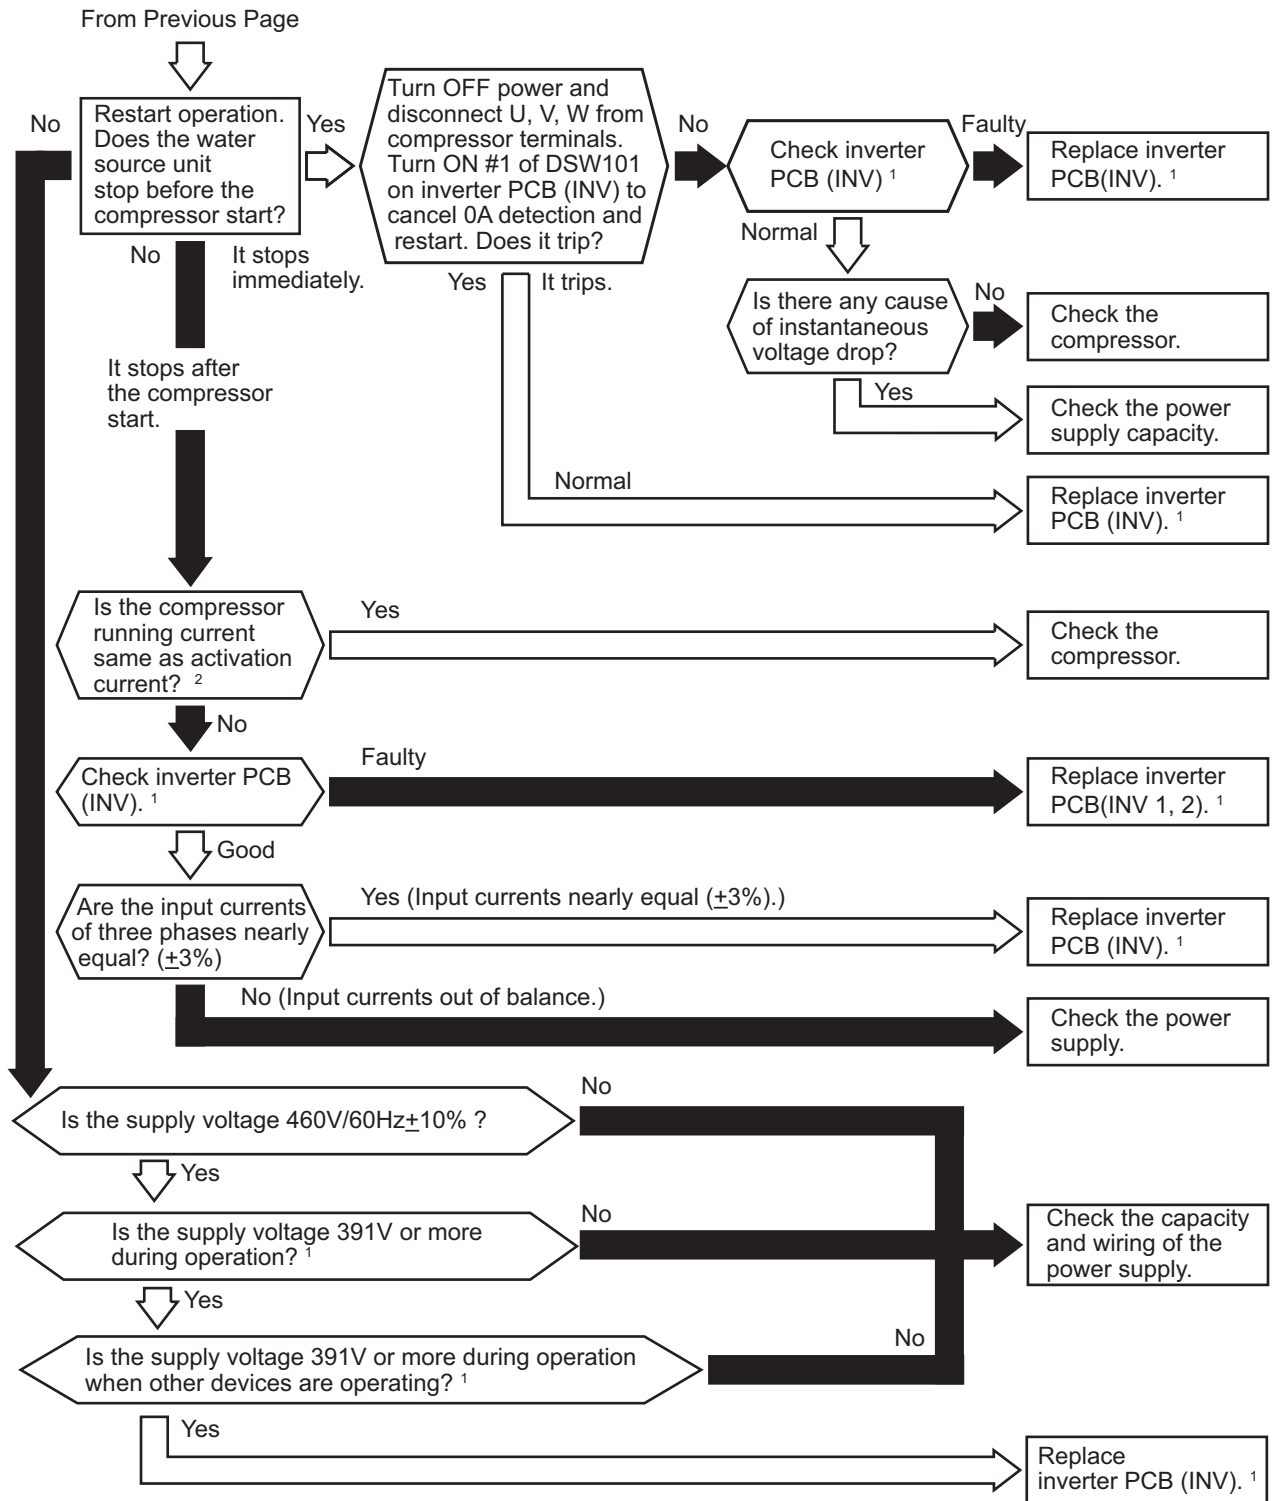 From Previous Page
No
Restart operation.
Does the water
source unit
stop before the
compressor start?
Yes
Turn OFF power and
disconnect U, V, W from
compressor terminals.
Turn ON #1 of DSW101
on inverter PCB (INV) to
cancel 0A detection and
restart. Does it trip?
No
Check inverter
PCB (INV) 1
Faulty
Replace inverter
PCB(INV). 1
Normal
No
It stops
immediately.
Yes
It trips.
Is there any cause
of instantaneous
voltage drop?
No
Check the
compressor.
Yes
Check the power
supply capacity.
It stops after
the compressor
start.
Normal
Replace inverter
PCB (INV). 1
Is the compressor
running current
same as activation
current? 2
Yes
Check the
compressor.
No
Check inverter PCB
(INV). 1
Faulty
Replace inverter
PCB(INV 1, 2). 1
Good
Are the input currents
of three phases nearly
equal? (±3%)
Yes (Input currents nearly equal (±3%).)
Replace inverter
PCB (INV). 1
No (Input currents out of balance.)
Check the power
supply.
Is the supply voltage 460V/60Hz±10% ?
No
Yes
Is the supply voltage 391V or more
during operation? 1
No
Check the capacity
and wiring of the
power supply.
Yes
Is the supply voltage 391V or more during operation
when other devices are operating? 1
No
Yes
Replace
inverter PCB (INV). 1